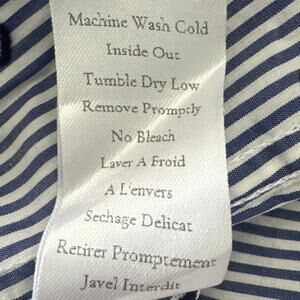 Machine Wash Cold
Inside Out
Tumble Dry Low
Remove Promptly
No Bleach
Laver A Froid
A L'envers
Sechage Delicat
Retirer Promptement
Javel Interdit